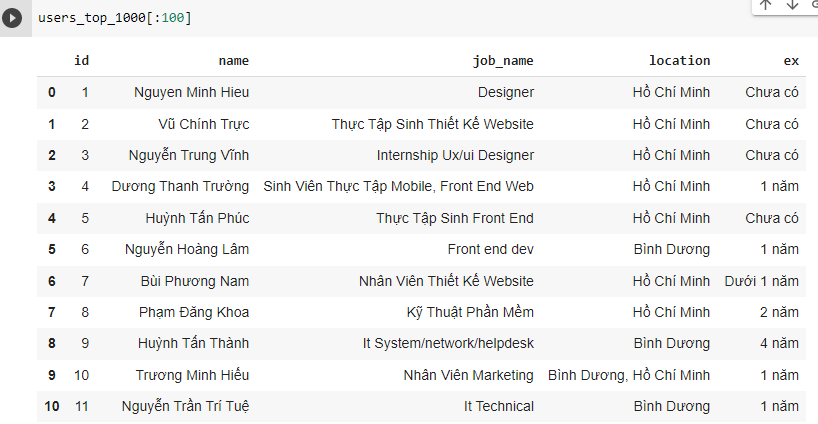 users_top_1000[:100]
id name job_name location ex
0 1 Nguyen Minh Hieu Designer Hồ Chí Minh Chưa có
1 2 Vũ Chính Trực Thực Tập Sinh Thiết Kế Website Hồ Chí Minh Chưa có
2 3 Nguyễn Trung Vĩnh Internship Ux/ui Designer Hồ Chí Minh Chưa có
3 4 Dương Thanh Trưởng Sinh Viên Thực Tập Mobile, Front End Web Hồ Chí Minh 1 năm
4 5 Huỳnh Tấn Phúc Thực Tập Sinh Front End Hồ Chí Minh Chưa có
5 6 Nguyễn Hoàng Lâm Front end dev Bình Dương 1 năm
6 7 Bùi Phương Nam Nhân Viên Thiết Kế Website Hồ Chí Minh Dưới 1 năm
7 8 Phạm Đăng Khoa Kỹ Thuật Phần Mềm Hồ Chí Minh 2 năm
8 9 Huỳnh Tấn Thành It System/network/helpdesk Bình Dương 4 năm
9 10 Trương Minh Hiếu Nhân Viên Marketing Bình Dương, Hồ Chí Minh 1 năm
10 11 Nguyễn Trần Trí Tuệ It Technical Bình Dương 1 năm